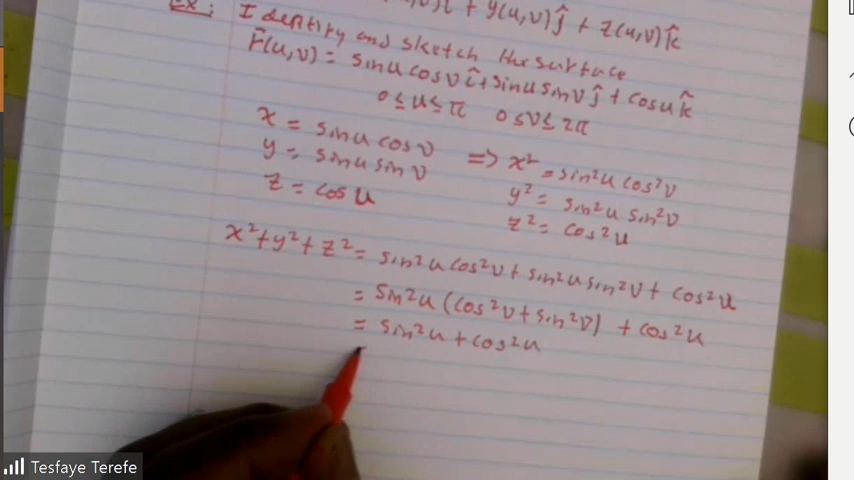 y(u,v)ĵ + z(u,v)k̂
Ex: Identify and sketch the surface
r̂(u,v) = sinu cosv î + sinu sinv ĵ + cosu k̂
0 ≤ u ≤ π 0 ≤ v ≤ 2π
x = sinu cosv => x² = sin²u cos²v
y = sinu sinv y² = sin²u sin²v
z = cos u z² = cos²u
x² + y² + z² = sin²u cos²v + sin²u sin²v + cos²u
= sin²u (cos²v + sin²v) + cos²u
= sin²u + cos²u
Tesfaye Terefe